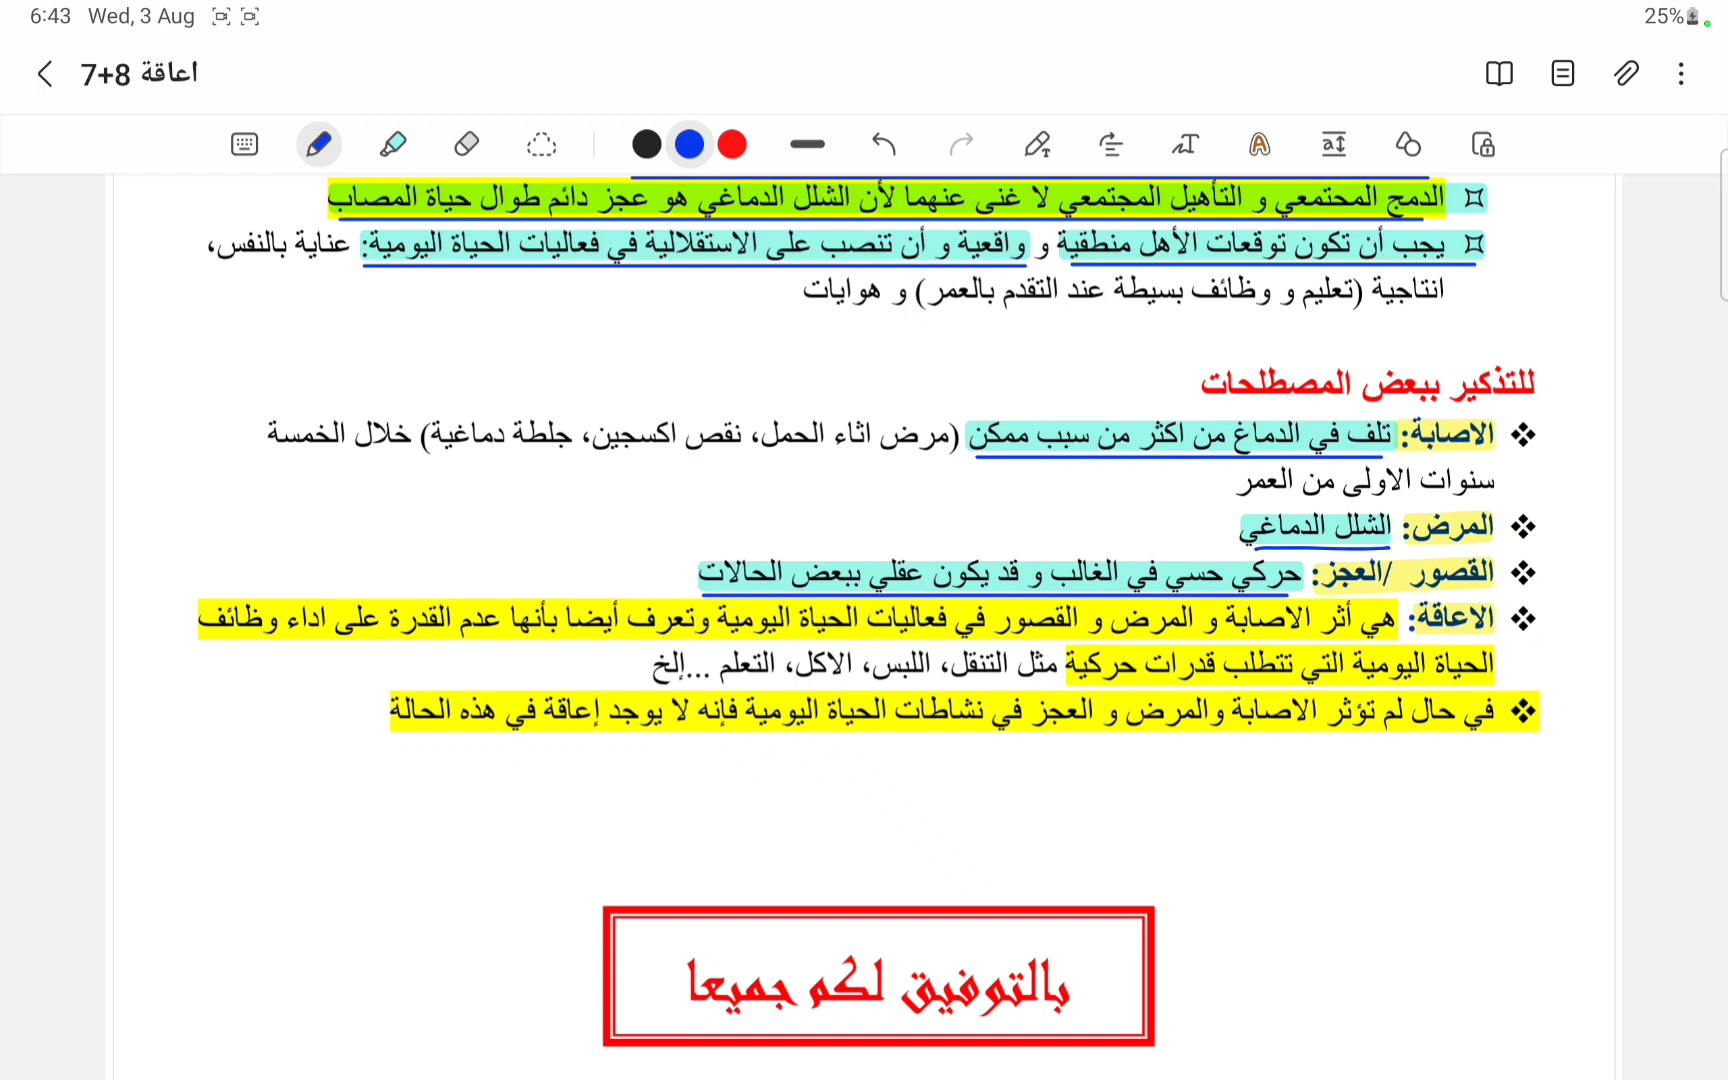 6:43 Wed, 3 Aug
25%
اعاقة 8+7
الدمج المحتمعي و التأهيل المجتمعي لا غنى عنهما لأن الشلل الدماغي هو عجز دائم طوال حياة المصاب
يجب أن تكون توقعات الأهل منطقية و واقعية و أن تنصب على الاستقلالية في فعاليات الحياة اليومية: عناية بالنفس،
انتاجية (تعليم و وظائف بسيطة عند التقدم بالعمر) و هوايات
للتذكير ببعض المصطلحات
❖ الاصابة: تلف في الدماغ من اكثر من سبب ممكن (مرض اثاء الحمل، نقص اكسجين، جلطة دماغية) خلال الخمسة
سنوات الاولى من العمر
❖ المرض: الشلل الدماغي
❖ القصور /العجز: حركي حسي في الغالب و قد يكون عقلي ببعض الحالات
❖ الاعاقة: هي أثر الاصابة و المرض و القصور في فعاليات الحياة اليومية وتعرف أيضا بأنها عدم القدرة على اداء وظائف
الحياة اليومية التي تتطلب قدرات حركية مثل التنقل، اللبس، الاكل، التعلم ...إلخ
❖ في حال لم تؤثر الاصابة والمرض و العجز في نشاطات الحياة اليومية فإنه لا يوجد إعاقة في هذه الحالة
بالتوفيق لكم جميعا